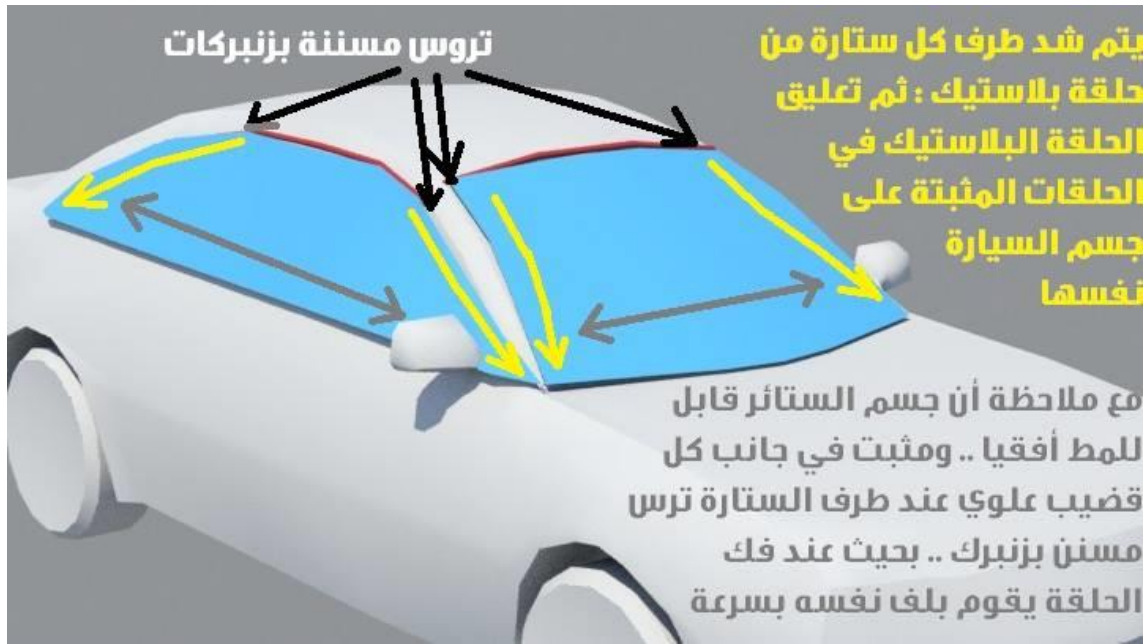 تروس مسننة بزنبركات
يتم شد طرف كل ستارة من
حلقة بلاستيك : ثم تعليق
الحلقة البلاستيك في
الحلقات المثبتة على
جسم السيارة
نفسها
مع ملاحظة أن جسم الستائر قابل
للمط أفقيا .. ومثبت في جانب كل
قضيب علوي عند طرف الستارة ترس
مسنن بزنبرك .. بحيث عند فك
الحلقة يقوم بلف نفسه بسرعة